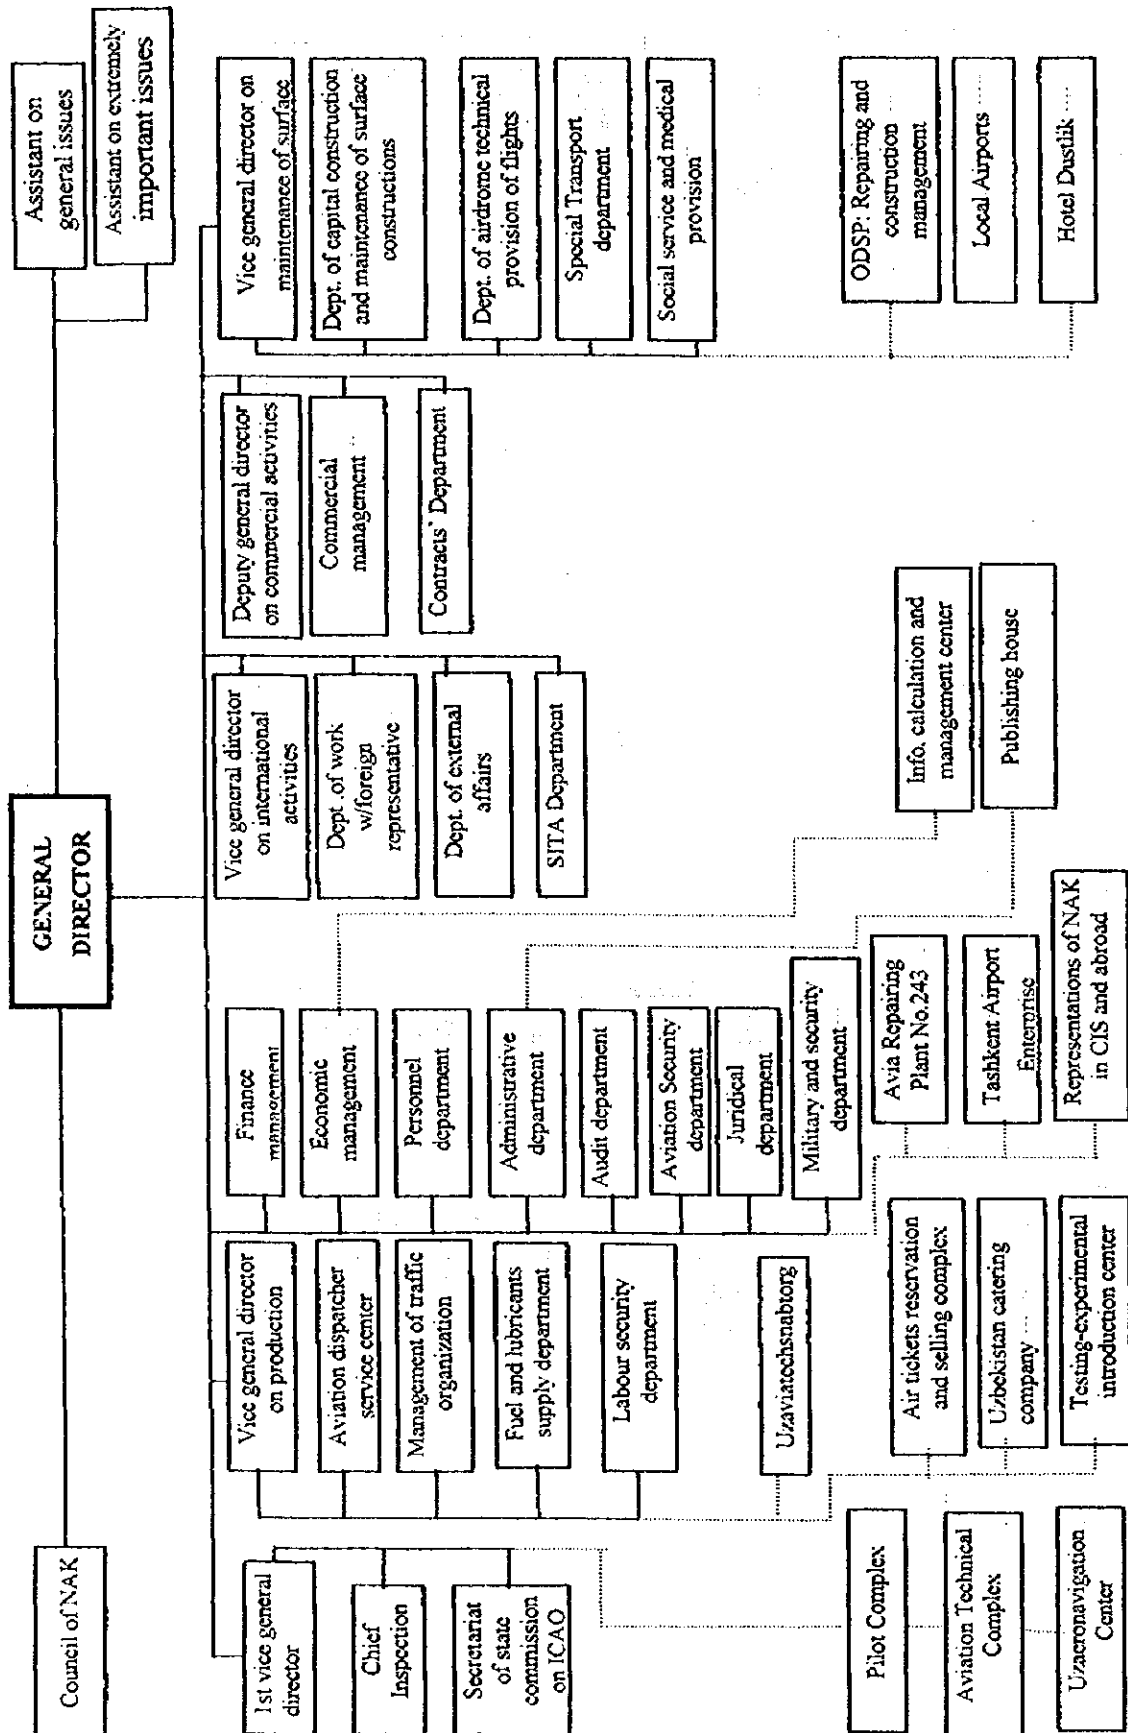 Council of NAK
GENERAL
DIRECTOR
Assistant on
general issues
Assistant on extremely
important issues
1st vice general
director
Chief
Inspection
Secretariat
of state
commission
on ICAO
Pilot Complex
Aviation Technical
Complex
Uzaeronavigation
Center
Vice general director
on production
Aviation dispatcher
service center
Management of traffic
organization
Fuel and lubricants
supply department
Labour security
department
Uzaviatechsnabtorg
Air tickets reservation
and selling complex
Uzbekistan catering
company
Testing-experimental
introduction center
Finance
management
Economic
management
Personnel
department
Administrative
department
Audit department
Aviation Security
department
Juridical
department
Military and security
department
Avia Repairing
Plant No.243
Tashkent Airport
Enterprise
Representations of NAK
in CIS and abroad
Info. calculation and
management center
Publishing house
Vice general director
on international
activities
Dept .of work
w/foreign
representative
Dept. of external
affairs
SITA Department
Deputy general director
on commercial activities
Commercial
management
Contracts' Department
Vice general director on
maintenance of surface
Dept. of capital construction
and maintenance of surface
constructions
Dept. of airdrome technical
provision of flights
Special Transport
department
Social service and medical
provision
ODSP: Repairing and
construction
management
Local Airports
Hotel Dustlik